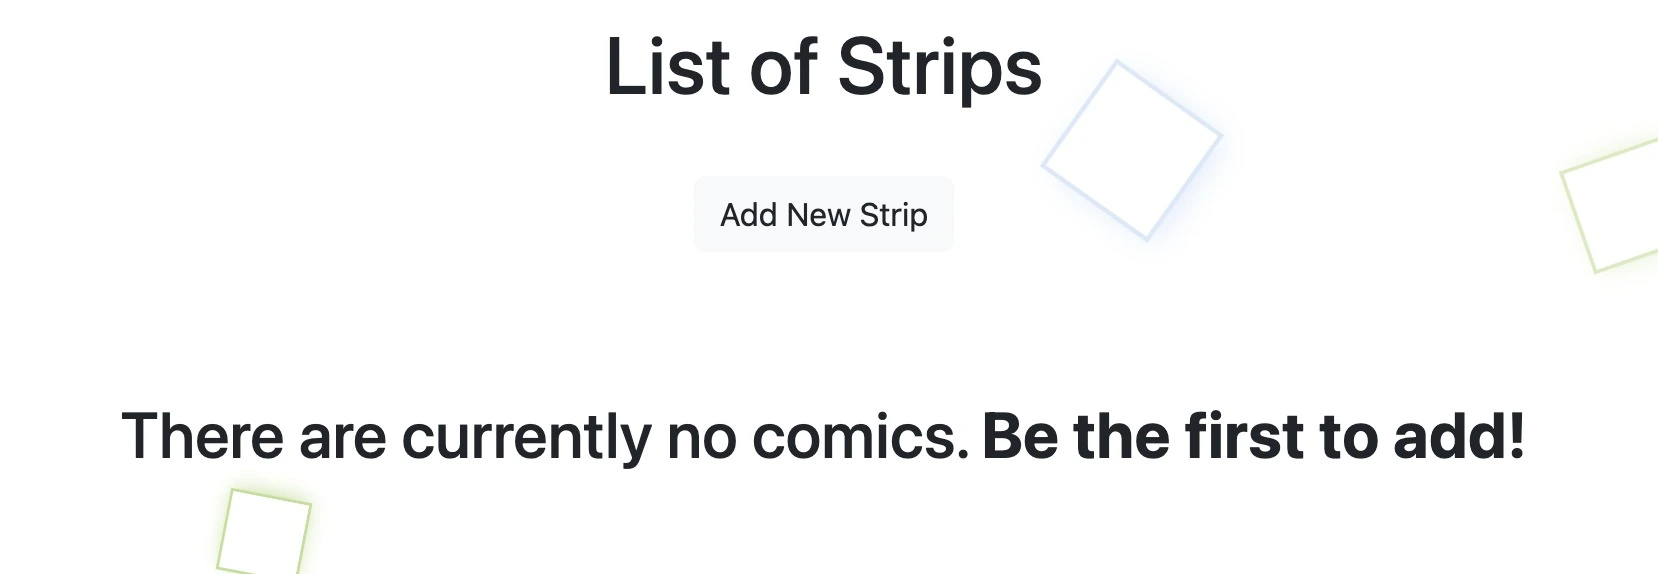 List of Strips
Add New Strip
There are currently no comics. Be the first to add!